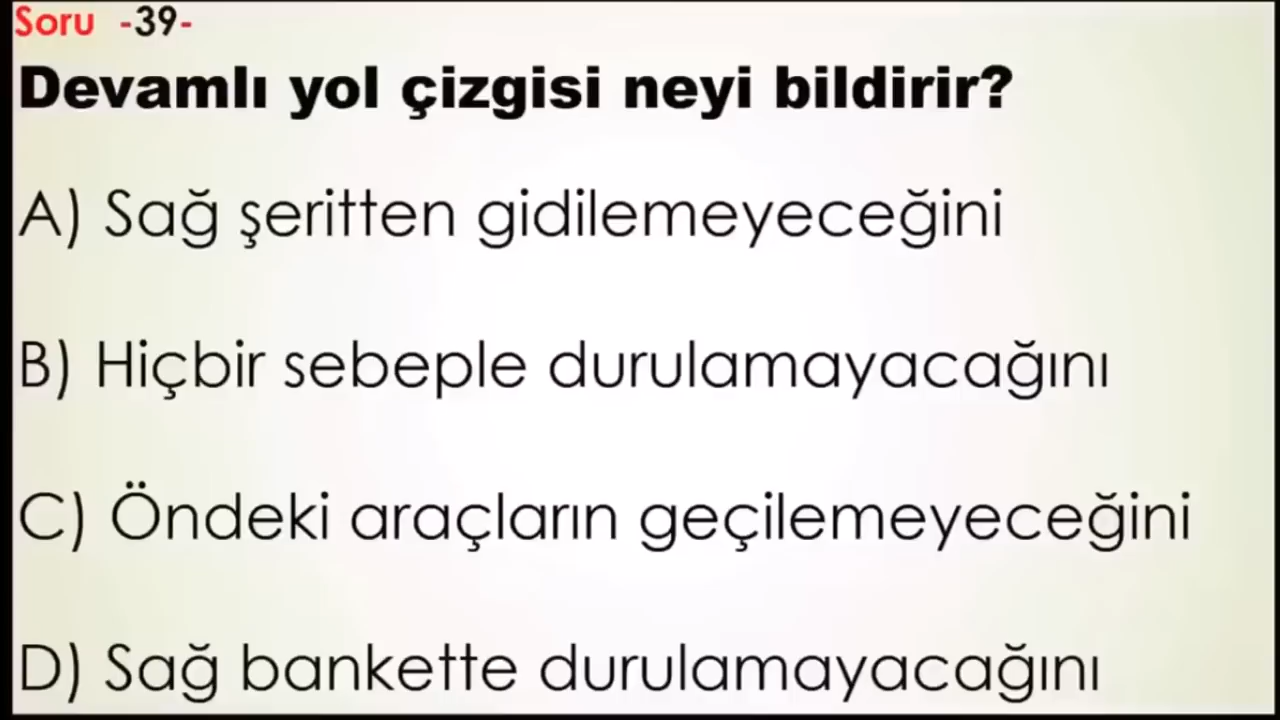 Soru -39-
Devamlı yol çizgisi neyi bildirir?
A) Sağ şeritten gidilemeyeceğini
B) Hiçbir sebeple durulamayacağını
C) Öndeki araçların geçilemeyeceğini
D) Sağ bankette durulamayacağını